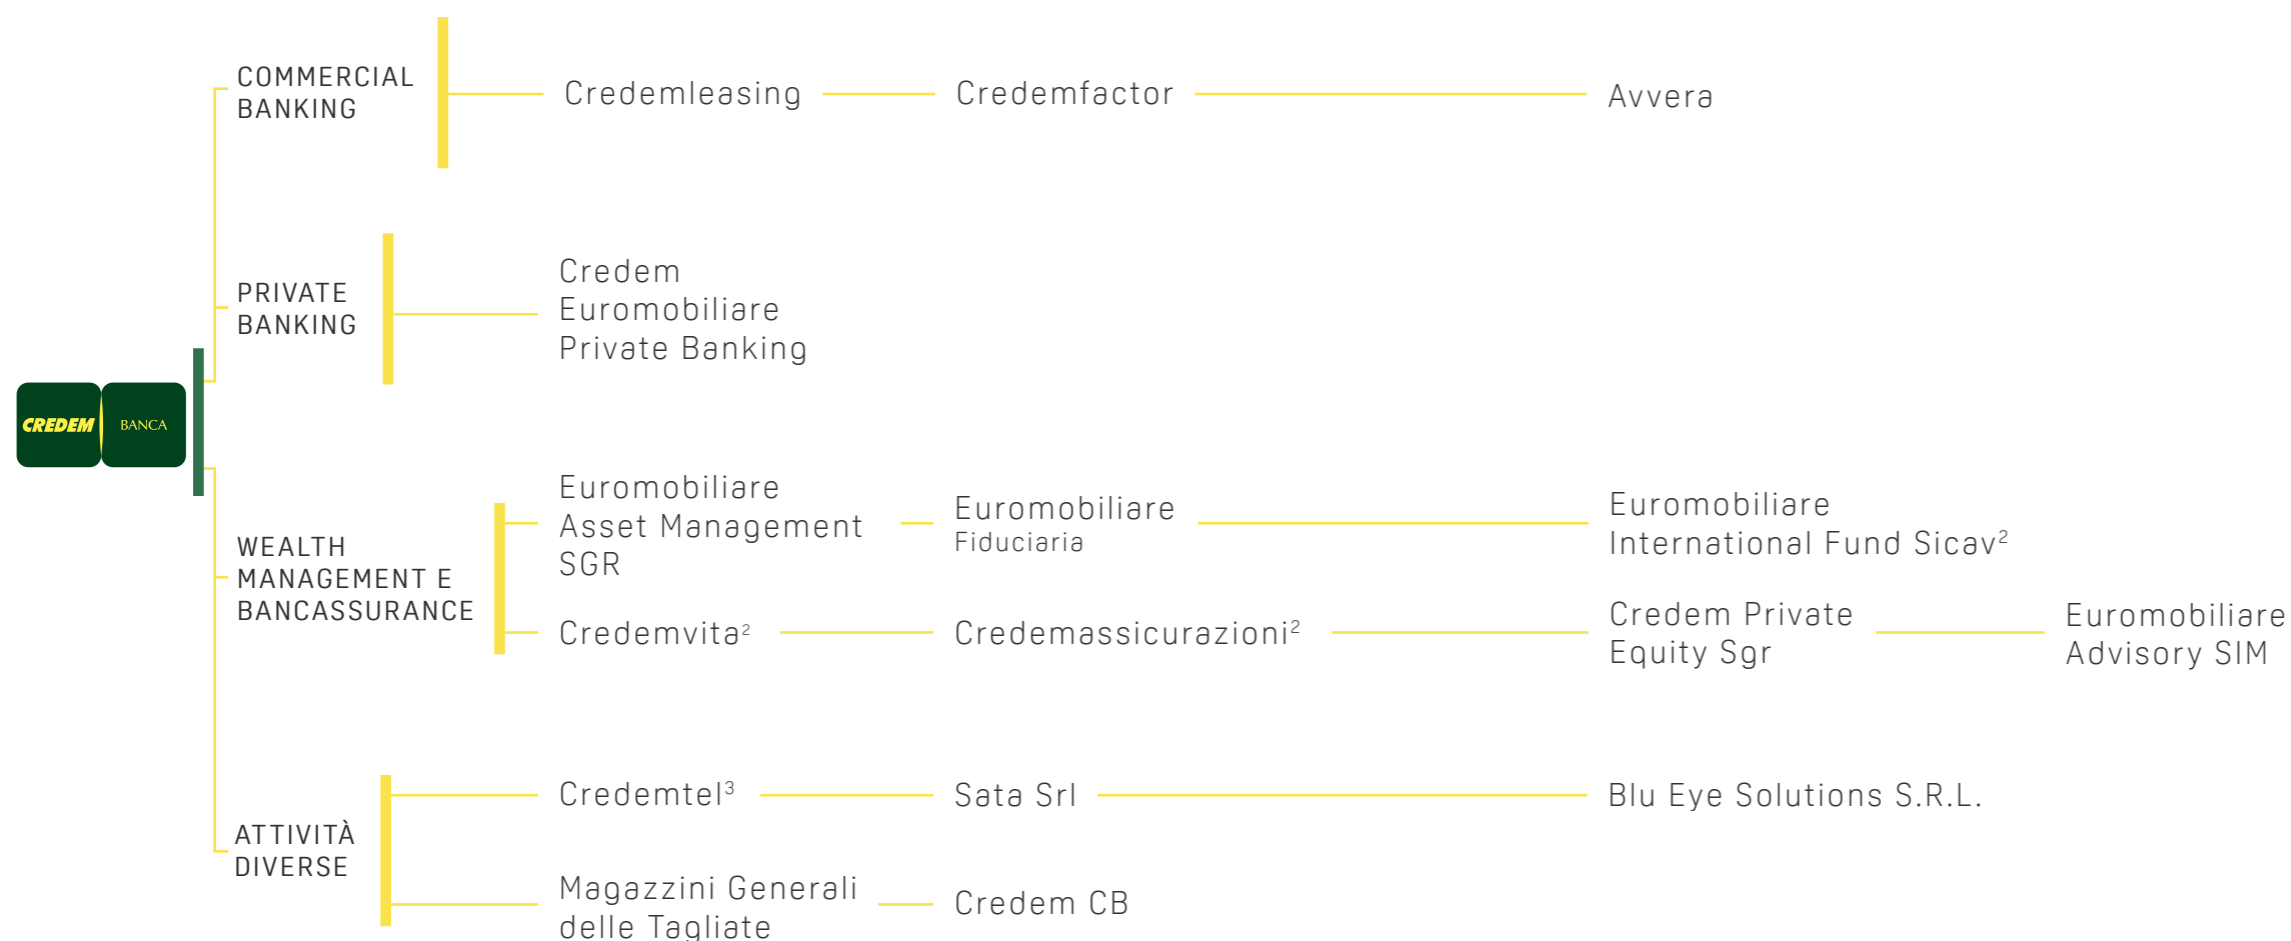 COMMERCIAL
BANKING
Credemleasing
Credemfactor
Avvera
PRIVATE
BANKING
Credem
Euromobiliare
Private Banking
CREDEM
BANCA
WEALTH
MANAGEMENT E
BANCASSURANCE
Euromobiliare
Asset Management
SGR
Euromobiliare
Fiduciaria
Euromobiliare
International Fund Sicav²
Credemvita²
Credemassicurazioni²
Credem Private
Equity Sgr
Euromobiliare
Advisory SIM
ATTIVITÀ
DIVERSE
Credemtel³
Sata Srl
Blu Eye Solutions S.R.L.
Magazzini Generali
delle Tagliate
Credem CB